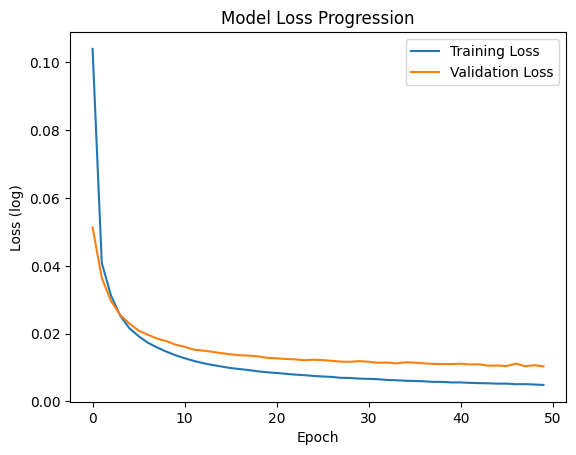 Model Loss Progression
Training Loss
Validation Loss
0.10
0.08
0.06
0.04
0.02
0.00
Loss (log)
0
10
20
30
40
50
Epoch